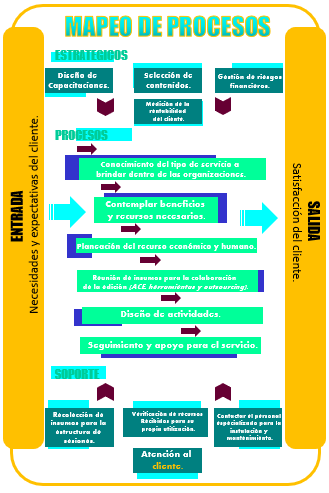 MAPEO DE PROCESOS
ESTRATEGICOS
Diseño de
Capacitaciones.
Selección de
contenidos.
Gestión de riesgos
financieros.
Medición de la
rentabilidad
del cliente.
PROCESOS
Conocimiento del tipo de servicio a
brindar dentro de las organizaciones.
Contemplar beneficios
y recursos necesarios.
Planeación del recurso económico y humano.
Reunión de insumos para la colaboración
de la edición (ACE herramientas y outsourcing).
Diseño de actividades.
Seguimiento y apoyo para el servicio.
SOPORTE
Recolección de
insumos para la
estructura de
sesiones.
Verificación de recursos
Recibidos para su
propia utilización.
Contactar el personal
especializado para la
instalación y
mantenimiento.
Atención al
cliente.
ENTRADA
Necesidades y expectativas del cliente.
SALIDA
Satisfacción del cliente.